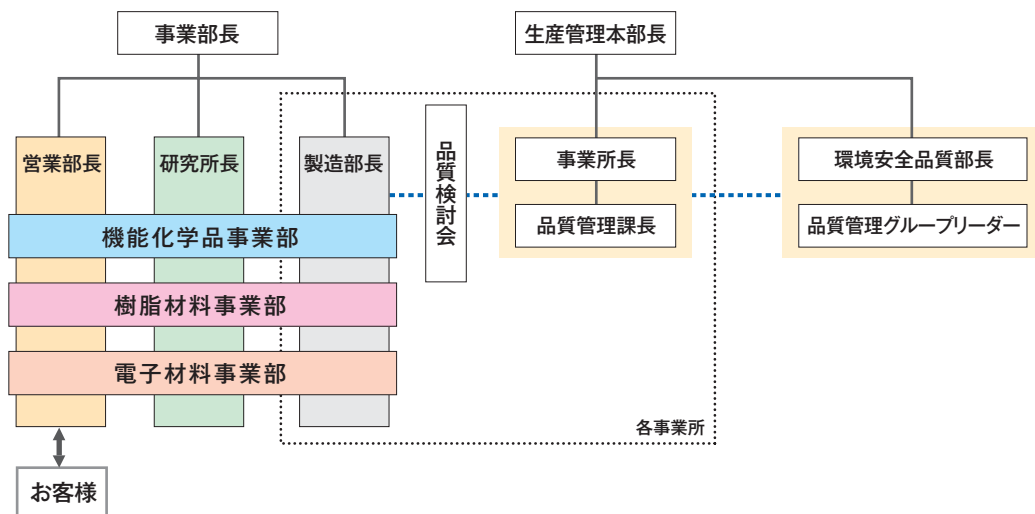 事業部長
生産管理本部長
営業部長
研究所長
製造部長
品質検討会
事業所長
品質管理課長
環境安全品質部長
品質管理グループリーダー
機能化学品事業部
樹脂材料事業部
電子材料事業部
各事業所
お客様